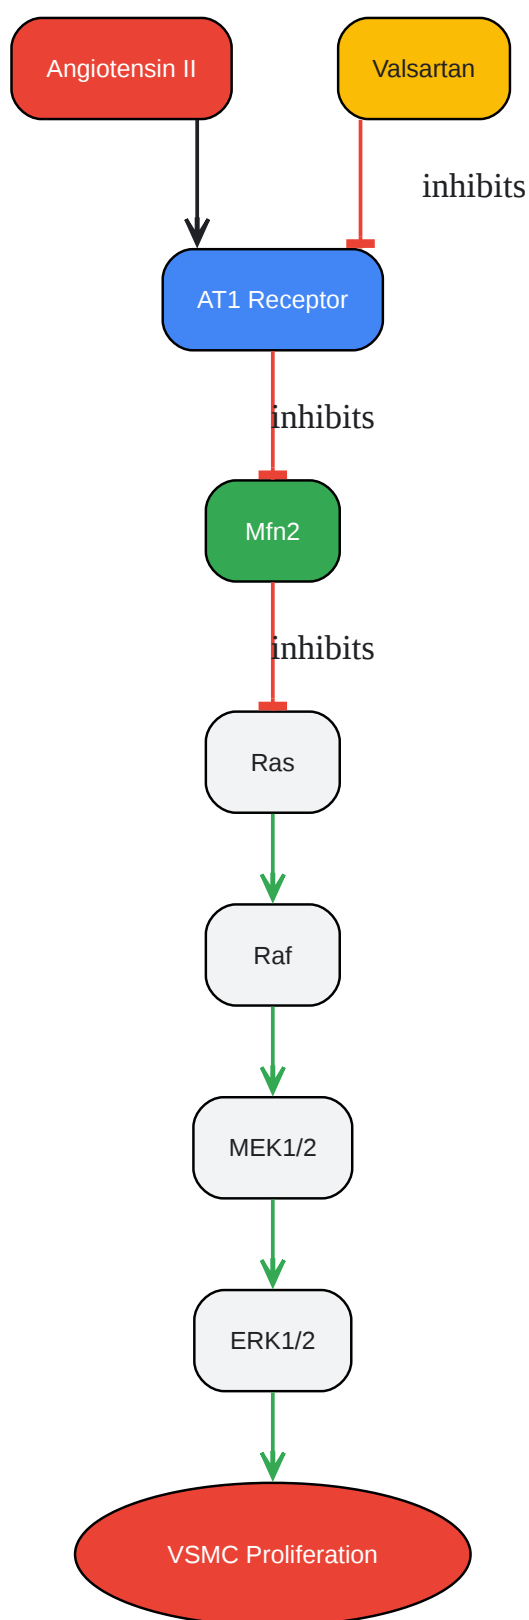 Angiotensin II
Valsartan
inhibits
AT1 Receptor
inhibits
Mfn2
inhibits
Ras
Raf
MEK1/2
ERK1/2
VSMC Proliferation